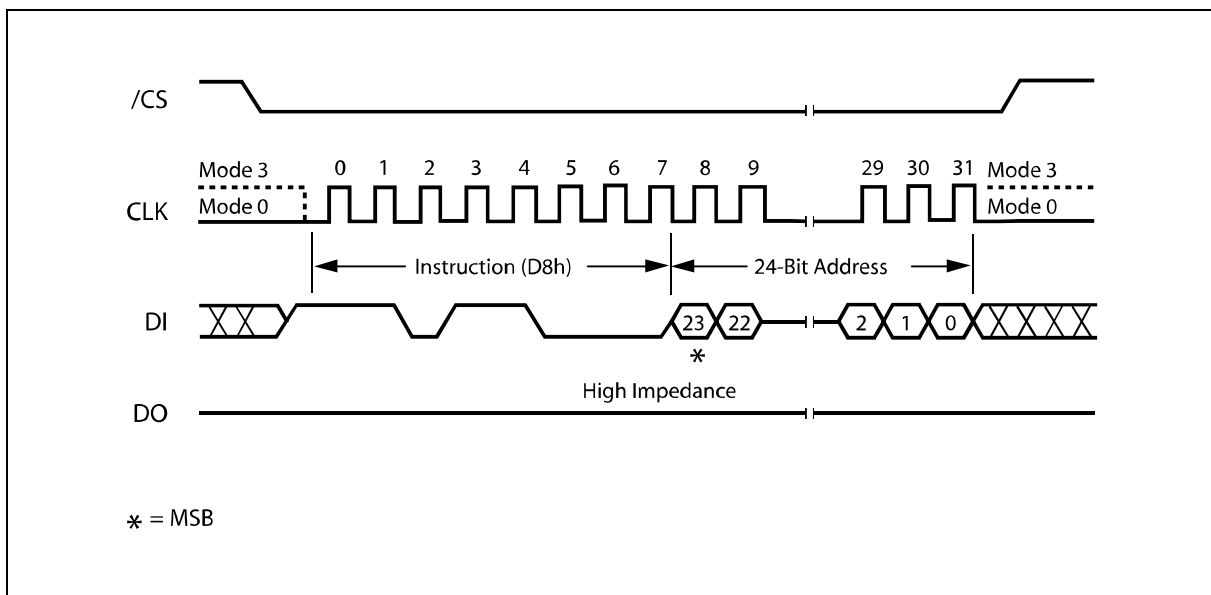 /CS
Mode 3 0 1 2 3 4 5 6 7 8 9 29 30 31 Mode 3
CLK Mode 0 Mode 0
Instruction (D8h) 24-Bit Address
DI 23 22 2 1 0
*
High Impedance
DO
* = MSB